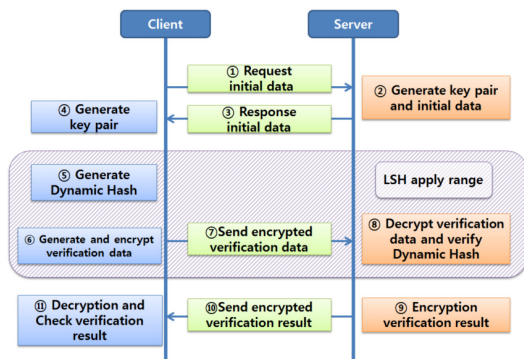 Client
Server
① Request
initial data
② Generate key pair
and initial data
③ Response
initial data
④ Generate
key pair
⑤ Generate
Dynamic Hash
LSH apply range
⑥ Generate and encrypt
verification data
⑦Send encrypted
verification data
⑧ Decrypt verification
data and verify
Dynamic Hash
⑨ Encryption
verification result
⑩Send encrypted
verification result
⑪ Decryption and
Check verification
result